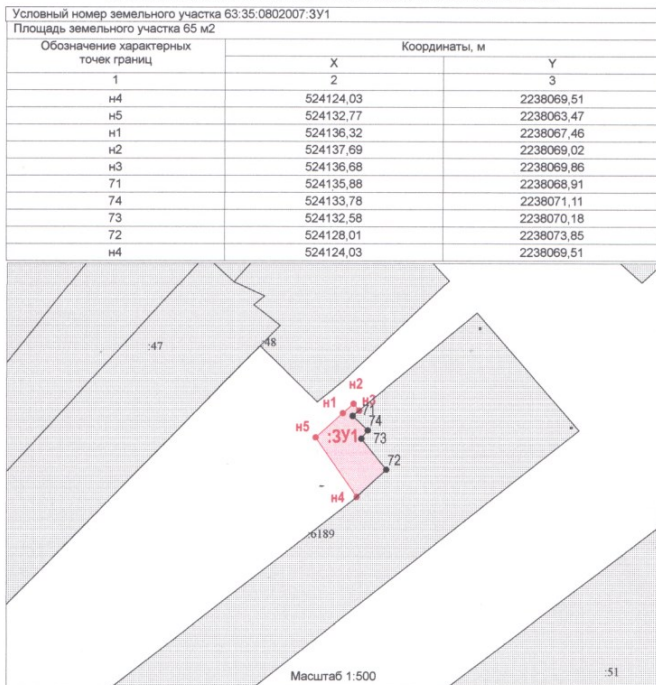 Условный номер земельного участка 63:35:0802007:ЗУ1
Площадь земельного участка 65 м2
Обозначение характерных точек границ
Координаты, м
X
Y
1 2 3
н4 524124,03 2238069,51
н5 524132,77 2238063,47
н1 524136,32 2238067,46
н2 524137,69 2238069,02
н3 524136,68 2238069,86
71 524135,88 2238068,91
74 524133,78 2238071,11
73 524132,58 2238070,18
72 524128,01 2238073,85
н4 524124,03 2238069,51
:47
:48
н2
н1
н3
71
74
н5
:ЗУ1
73
72
н4
:6189
Масштаб 1:500
:51